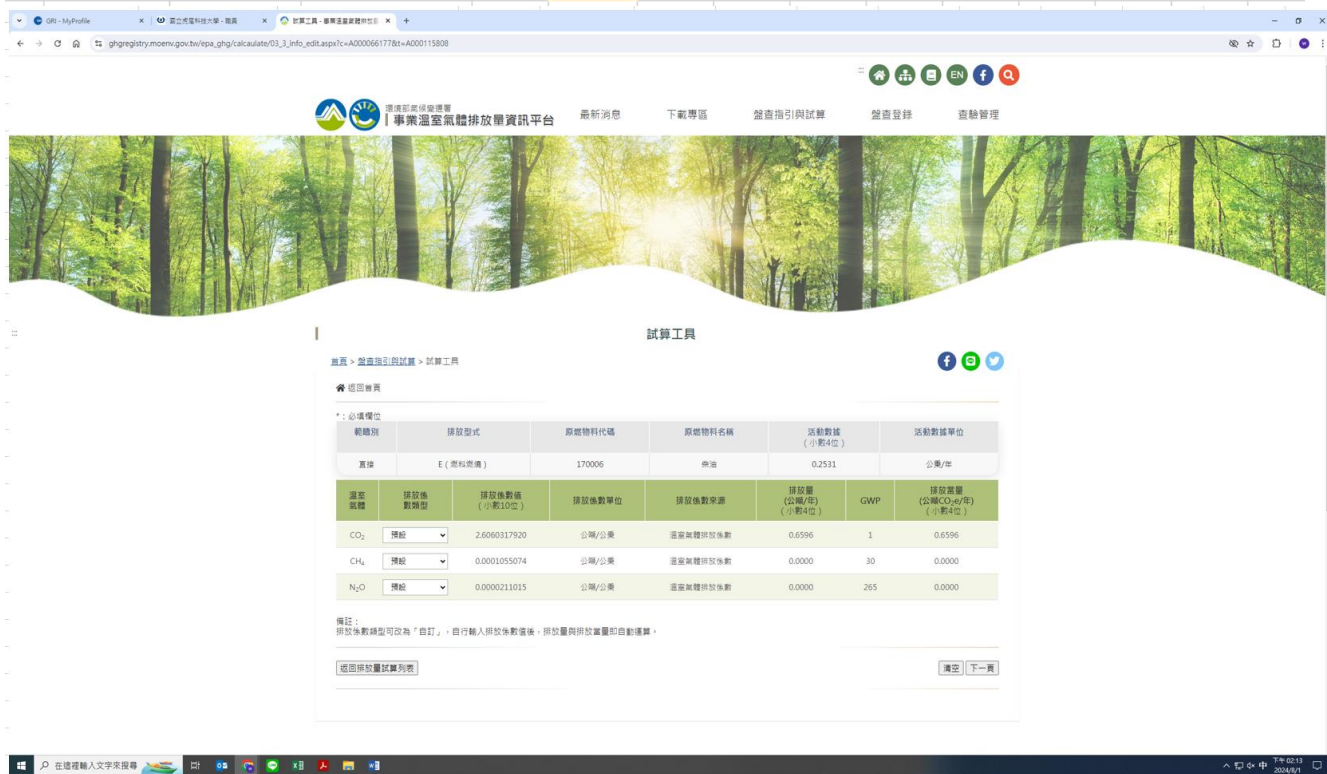 GRI - MyProfile
國立虎尾科技大學 - 職員
試算工具 - 事業溫室氣體排放量
ghgregistry.moenv.gov.tw/epa_ghg/calcaulate/03_3_info_edit.aspx?c=A000066177&t=A000115808
EN
環境部氣候變遷署
事業溫室氣體排放量資訊平台
最新消息 下載專區 盤查指引與試算 盤查登錄 查驗管理
試算工具
首頁 > 盤查指引與試算 > 試算工具
返回首頁
*：必填欄位
範疇別 排放型式 原燃物料代碼 原燃物料名稱 活動數據 活動數據單位
(小數4位)
直接 E(燃料燃燒) 170006 柴油 0.2531 公秉/年
溫室 排放係 排放係數值 排放係數單位 排放係數來源 排放量 GWP 排放當量
氣體 數類型 (小數10位) (公噸/年) (公噸CO₂e/年)
(小數4位) (小數4位)
CO₂ 預設 2.6060317920 公噸/公秉 溫室氣體排放係數 0.6596 1 0.6596
CH₄ 預設 0.0001055074 公噸/公秉 溫室氣體排放係數 0.0000 30 0.0000
N₂O 預設 0.0000211015 公噸/公秉 溫室氣體排放係數 0.0000 265 0.0000
備註：
排放係數類型可改為「自訂」，自行輸入排放係數值後，排放量與排放當量即自動運算。
返回排放量試算列表 清空 下一頁
在這裡輸入文字來搜尋
中 下午 02:13
2024/8/1